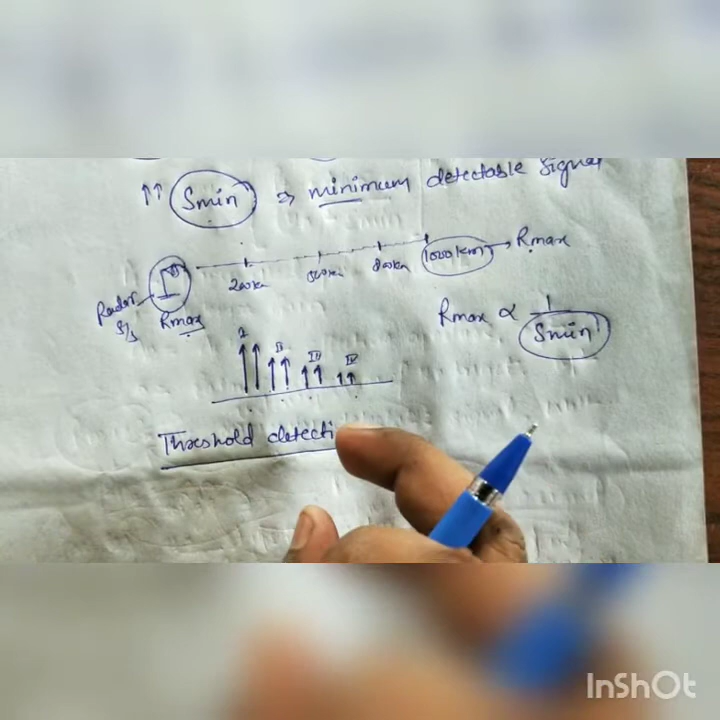 ↑↑ Smin ⇒ minimum detectable signal
200km 800km 1000km → Rmax
Radar
S/s Rmax
Rmax ∝ 1/Smin
I II III IV
Threshold detecti
InShOt